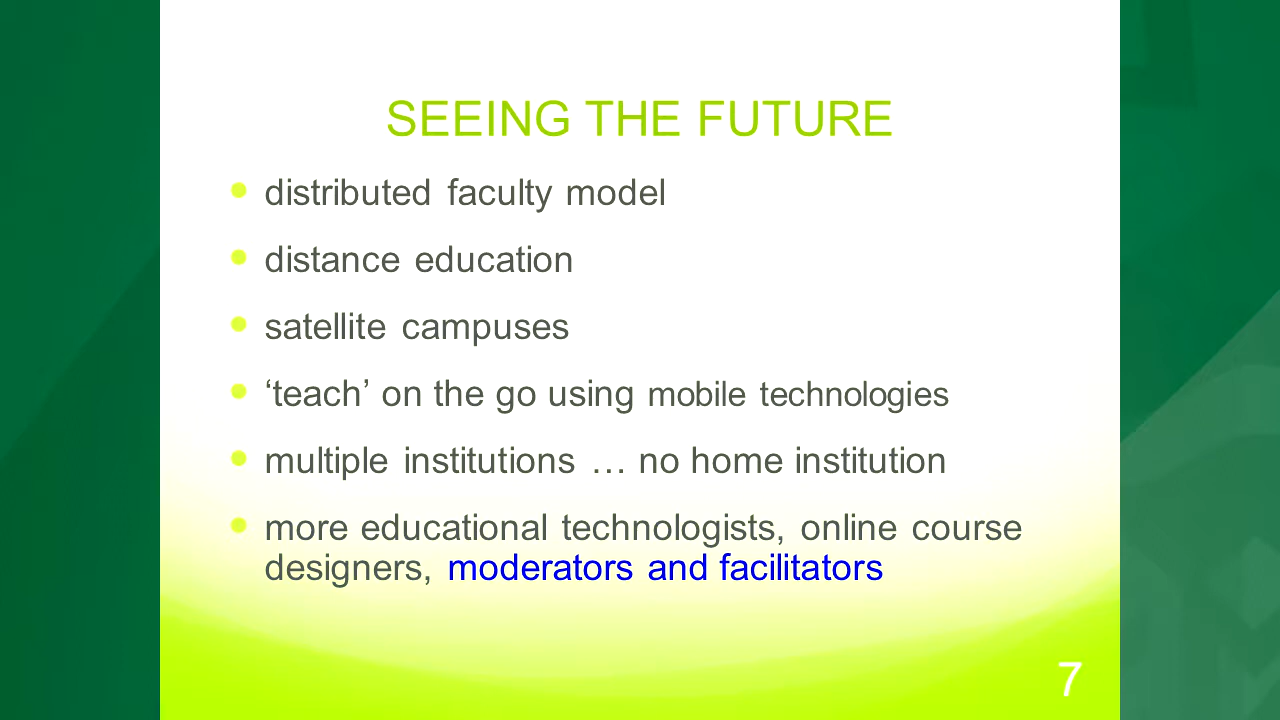 SEEING THE FUTURE
distributed faculty model
distance education
satellite campuses
‘teach’ on the go using mobile technologies
multiple institutions … no home institution
more educational technologists, online course
designers, moderators and facilitators
7